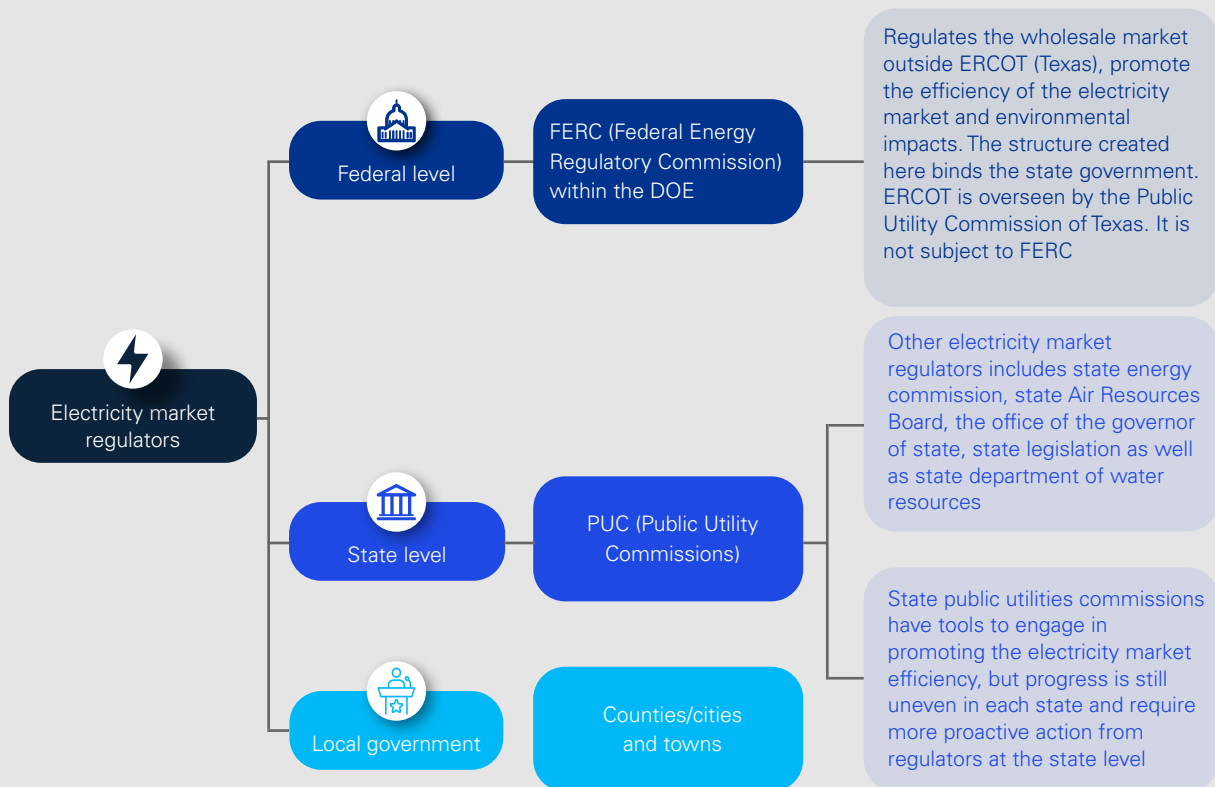 Electricity market
regulators
Federal level
FERC (Federal Energy
Regulatory Commission)
within the DOE
Regulates the wholesale market
outside ERCOT (Texas), promote
the efficiency of the electricity
market and environmental
impacts. The structure created
here binds the state government.
ERCOT is overseen by the Public
Utility Commission of Texas. It is
not subject to FERC
State level
PUC (Public Utility
Commissions)
Other electricity market
regulators includes state energy
commission, state Air Resources
Board, the office of the governor
of state, state legislation as well
as state department of water
resources
State public utilities commissions
have tools to engage in
promoting the electricity market
efficiency, but progress is still
uneven in each state and require
more proactive action from
regulators at the state level
Local government
Counties/cities
and towns